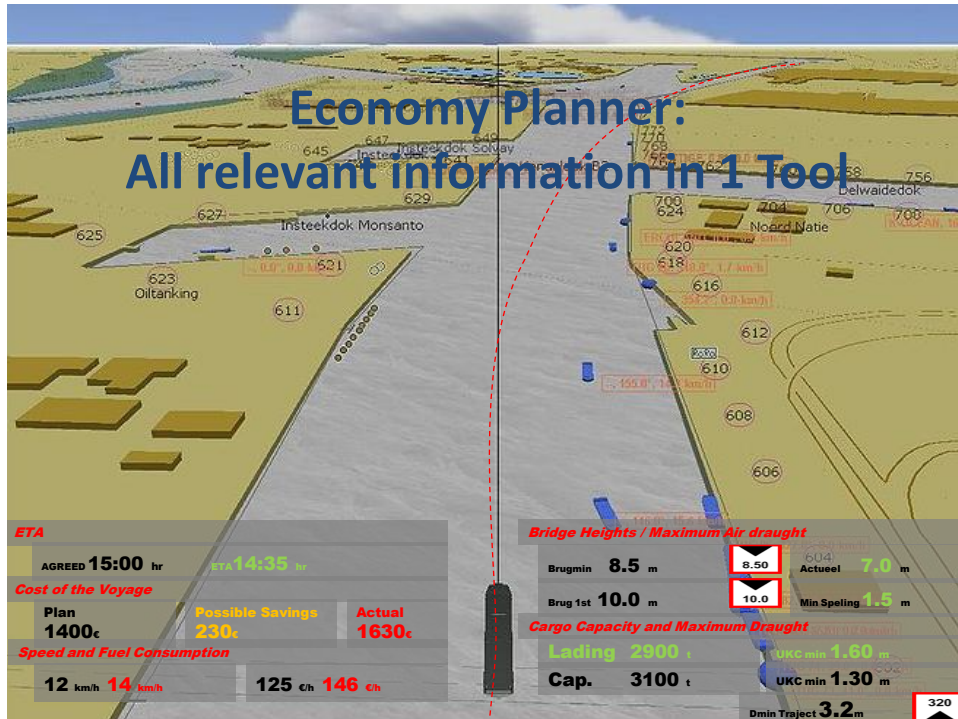 Economy Planner:
All relevant information in 1 Tool
645
647
649
Insteekdok Solvay
641
772
770
768
758
756
Delwaidedok
629
627
625
Insteekdok Monsanto
700
624
704
706
708
Noord Natie
620
618
621
623
Oiltanking
616
611
612
610
608
606
604
ETA
AGREED 15:00 hr ETA 14:35 hr
Cost of the Voyage
Plan Possible Savings Actual
1400€ 230€ 1630€
Speed and Fuel Consumption
12 km/h 14 km/h 125 €/h 146 €/h
Bridge Heights / Maximum Air draught
Brugmin 8.5 m 8.50 Actueel 7.0 m
Brug 1st 10.0 m 10.0 Min Speling 1.5 m
Cargo Capacity and Maximum Draught
Lading 2900 t UKC min 1.60 m
Cap. 3100 t UKC min 1.30 m
Dmin Traject 3.2m 320